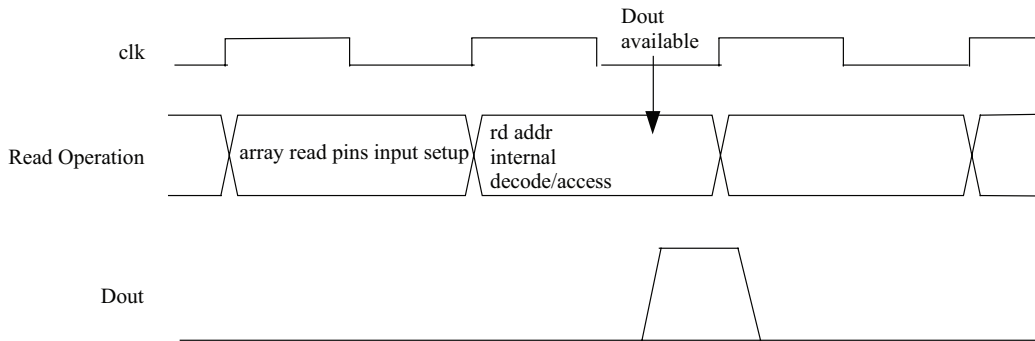 Dout
available
clk
Read Operation
array read pins input setup
rd addr
internal
decode/access
Dout